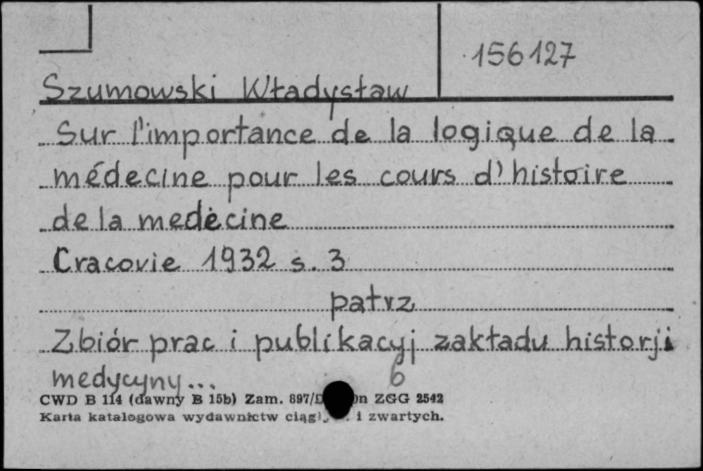 156127
Szumowski Władysław
Sur l'importance de la logique de la
médecine pour les cours d'histoire
de la medècine
Cracovie 1932 s. 3
patrz
Zbiór prac i publikacyj zakładu historji
medycyny... 6
CWD B 114 (dawny B 15b) Zam. 897/D n ZGG 2542
Karta katalogowa wydawnictw ciągł i zwartych.